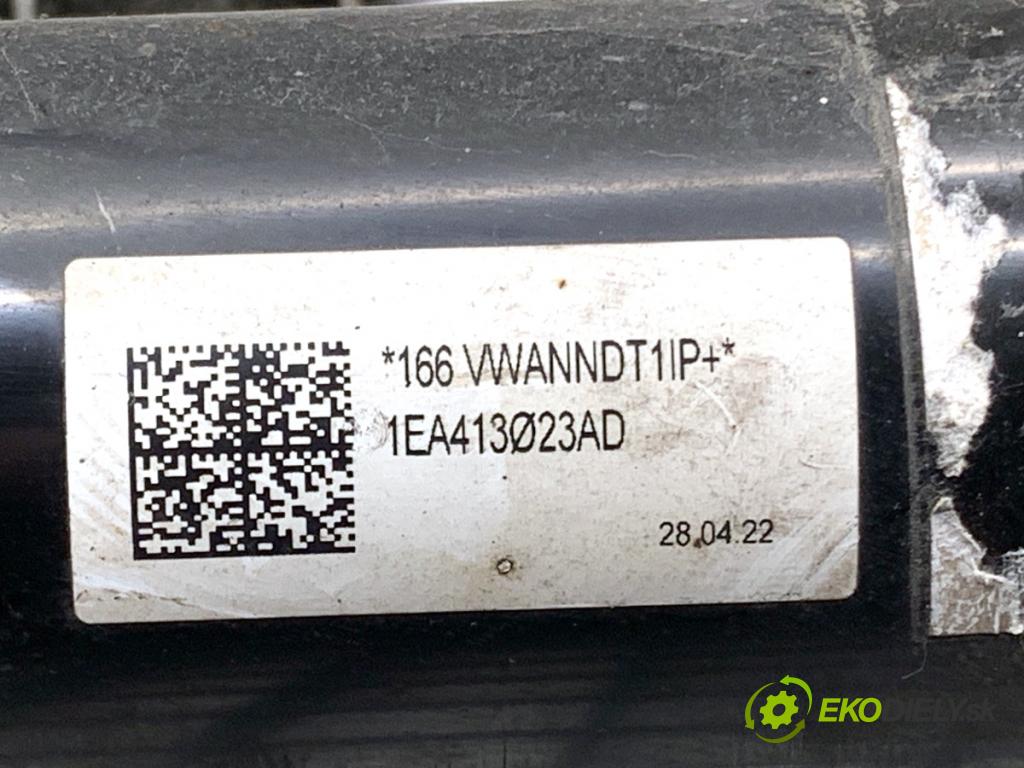 *166 VWANNDT1IP+*
1EA413Ø23AD
28.04.22
EKODIELY.sk